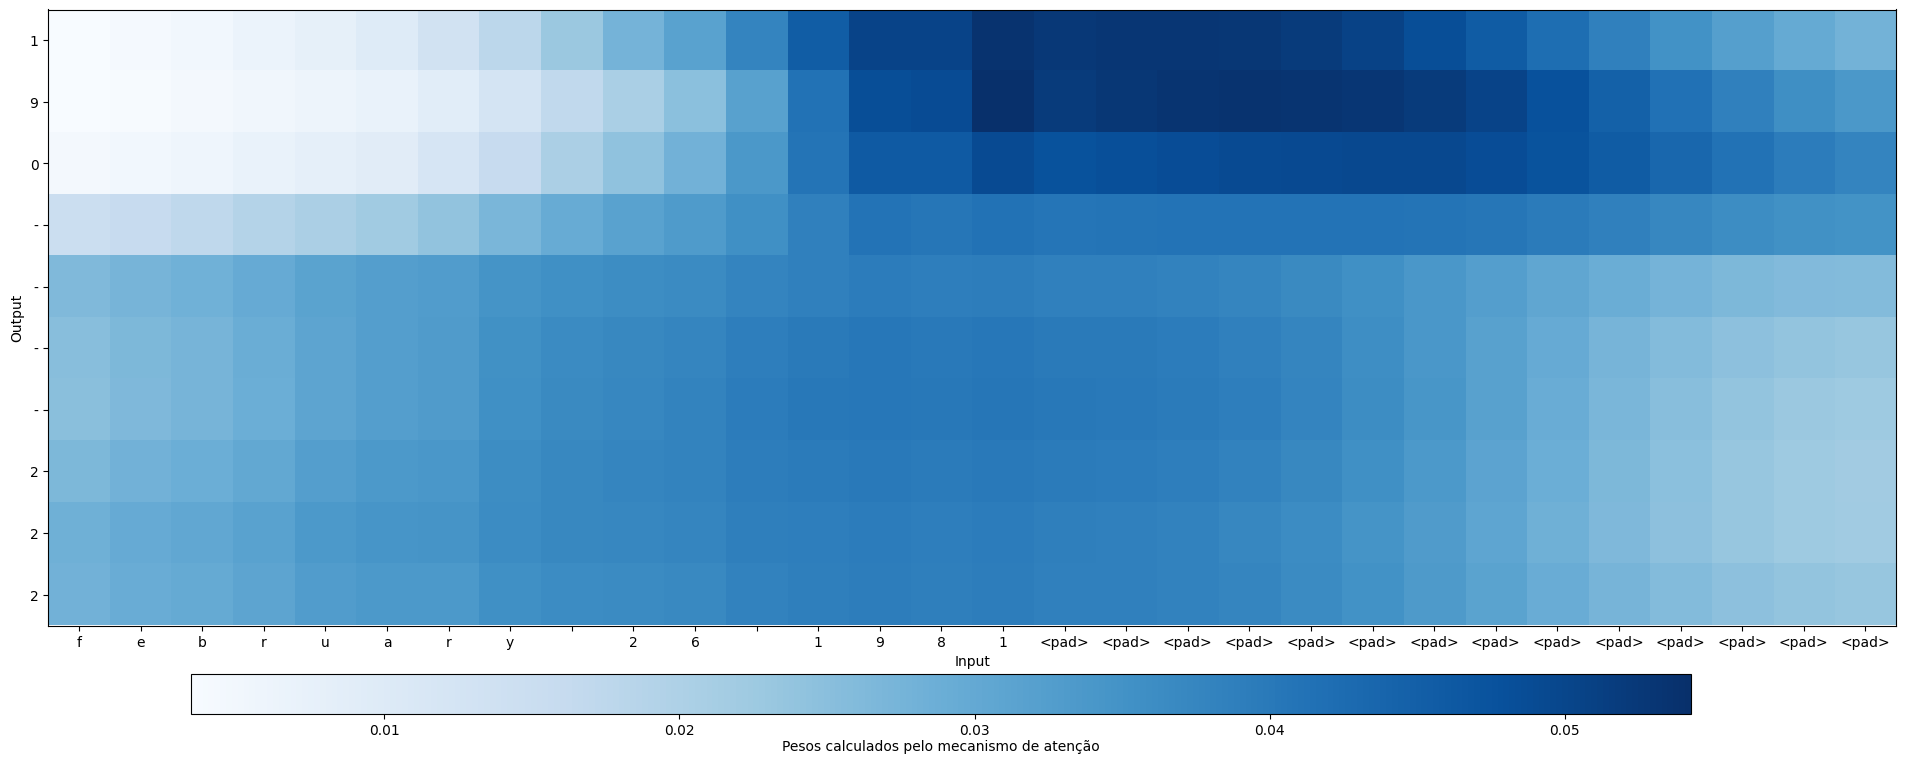 1
9
0
-
-
-
-
2
2
2
Output
f e b r u a r y 2 6 1 9 8 1 <pad> <pad> <pad> <pad> <pad> <pad> <pad> <pad> <pad> <pad> <pad> <pad> <pad> <pad>
Input
0.01 0.02 0.03 0.04 0.05
Pesos calculados pelo mecanismo de atenção